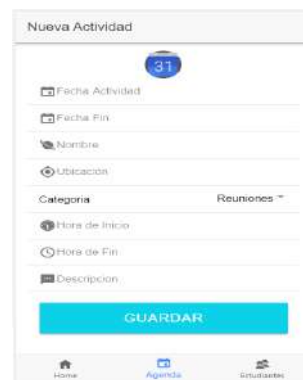 Nueva Actividad
31
Fecha Actividad
Fecha Fin
Nombre
Ubicación
Categoria Reuniones
Hora de Inicio
Hora de Fin
Descripcion
GUARDAR
Home Agenda Estudiantes